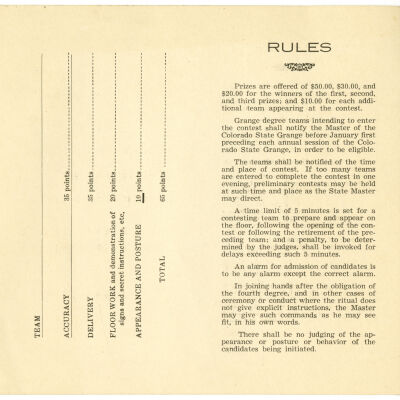 TEAM
ACCURACY 35 points
DELIVERY 35 points
FLOOR WORK and demonstration of
signs and secret instructions, etc, 20 points
APPEARANCE AND POSTURE 10 points
TOTAL 65 points
RULES
Prizes are offered of $50.00, $30.00, and
$20.00 for the winners of the first, second,
and third prizes; and $10.00 for each addi-
tional team appearing at the contest.
Grange degree teams intending to enter
the contest shall notify the Master of the
Colorado State Grange before January first
preceding each annual session of the Colo-
rado State Grange, in order to be eligible.
The teams shall be notified of the time
and place of contest. If too many teams
are entered to complete the contest in one
evening, preliminary contests may be held
at such time and place as the State Master
may direct.
A time limit of 5 minutes is set for a
contesting team to prepare and appear on
the floor, following the opening of the con-
test or following the retirement of the pre-
ceding team; and a penalty, to be deter-
mined by the judges, shall be invoked for
delays exceeding such 5 minutes.
An alarm for admission of candidates is
to be any alarm except the correct alarm.
In joining hands after the obligation of
the fourth degree, and in other cases of
ceremony or conduct where the ritual does
not give explicit instructions, the Master
may give such commands as he may see
fit, in his own words.
There shall be no judging of the ap-
pearance or posture or behavior of the
candidates being initiated.